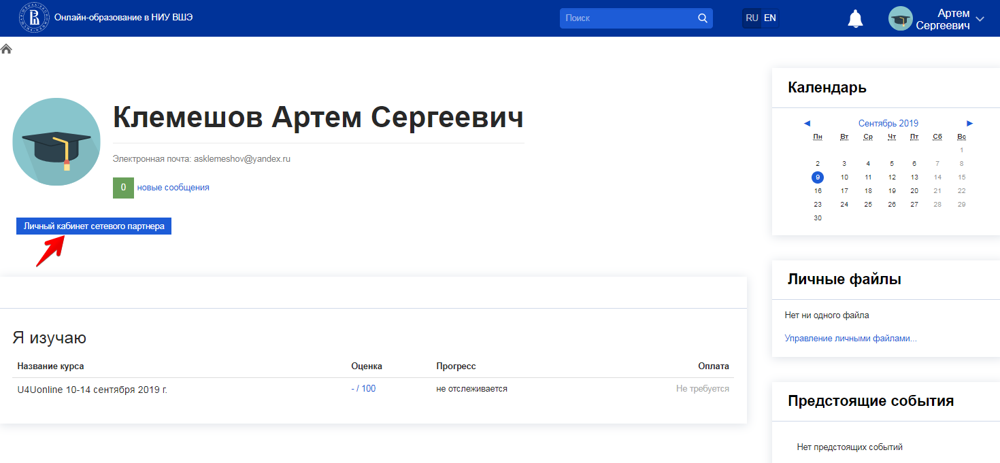 Онлайн-образование в НИУ ВШЭ
Поиск
RU EN
Артем
Сергеевич
Клемешов Артем Сергеевич
Электронная почта: asklemeshov@yandex.ru
0 новые сообщения
Личный кабинет сетевого партнера
Я изучаю
Название курса Оценка Прогресс Оплата
U4Uonline 10-14 сентября 2019 г. - / 100 не отслеживается Не требуется
Календарь
◄ Сентябрь 2019 ►
Пн Вт Ср Чт Пт Сб Вс
1
2 3 4 5 6 7 8
9 10 11 12 13 14 15
16 17 18 19 20 21 22
23 24 25 26 27 28 29
30
Личные файлы
Нет ни одного файла
Управление личными файлами...
Предстоящие события
Нет предстоящих событий